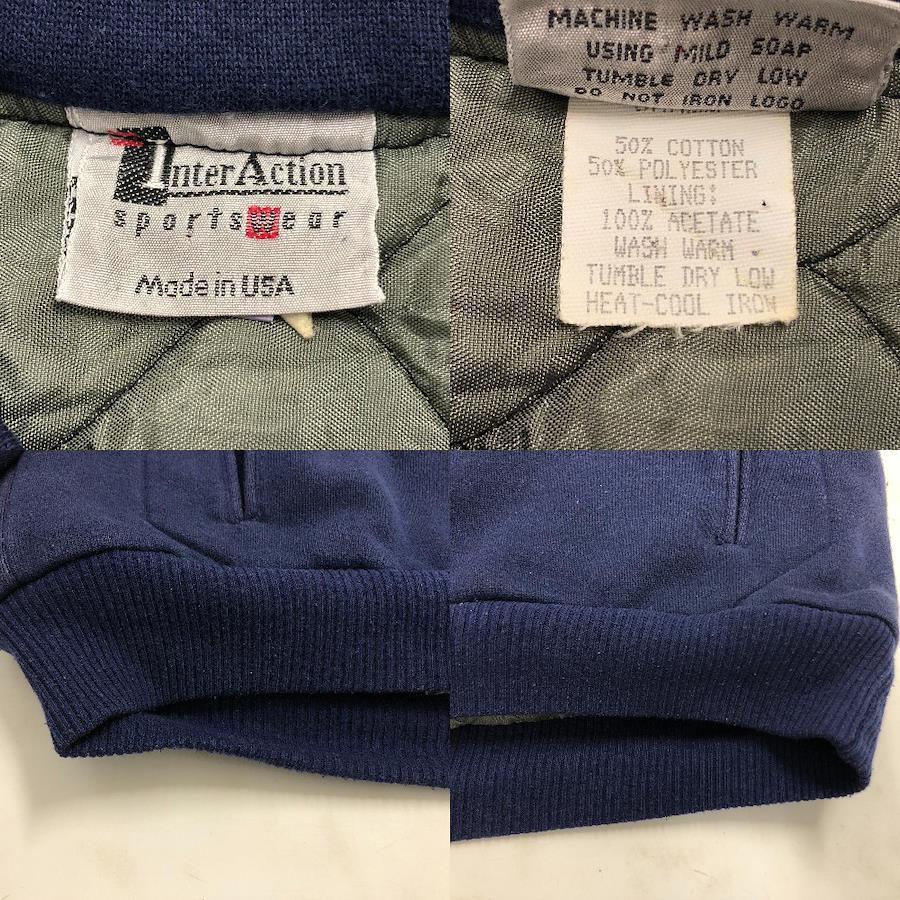 InterAction
sportswear
Made in USA
MACHINE WASH WARM
USING MILD SOAP
TUMBLE DRY LOW
DO NOT IRON LOGO
50% COTTON
50% POLYESTER
LINING:
100% ACETATE
WASH WARM
TUMBLE DRY LOW
HEAT-COOL IRON